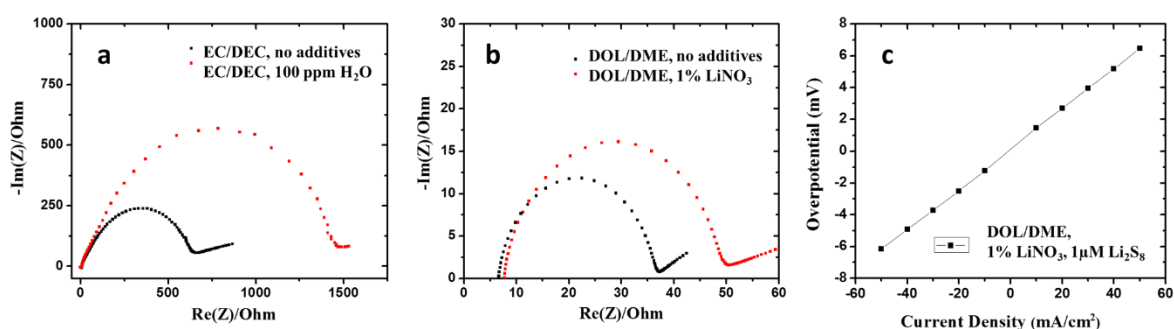 a
EC/DEC, no additives
EC/DEC, 100 ppm H₂O
-Im(Z)/Ohm
1000
750
500
250
0
0 500 1000 1500
Re(Z)/Ohm
b
DOL/DME, no additives
DOL/DME, 1% LiNO₃
-Im(Z)/Ohm
30
25
20
15
10
5
0
0 10 20 30 40 50 60
Re(Z)/Ohm
c
Overpotential (mV)
8
6
4
2
0
-2
-4
-6
-8
DOL/DME,
1% LiNO₃, 1µM Li₂S₈
-60 -40 -20 0 20 40 60
Current Density (mA/cm²)